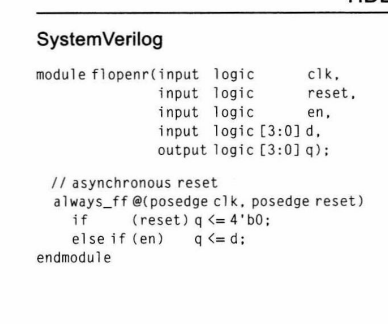 SystemVerilog
module flopenr(input logic clk,
input logic reset,
input logic en,
input logic [3:0] d,
output logic [3:0] q);
// asynchronous reset
always_ff @(posedge clk, posedge reset)
if (reset) q <= 4'b0;
else if (en) q <= d;
endmodule